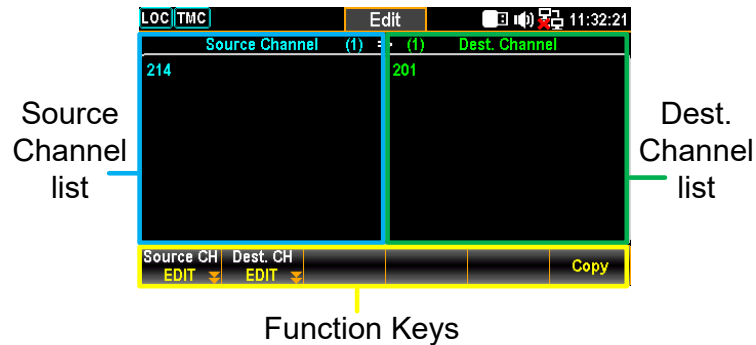 LOC TMC Edit 11:32:21
Source Channel (1) (1) Dest. Channel
214 201
Source
Channel
list
Dest.
Channel
list
Source CH Dest. CH
EDIT EDIT Copy
Function Keys